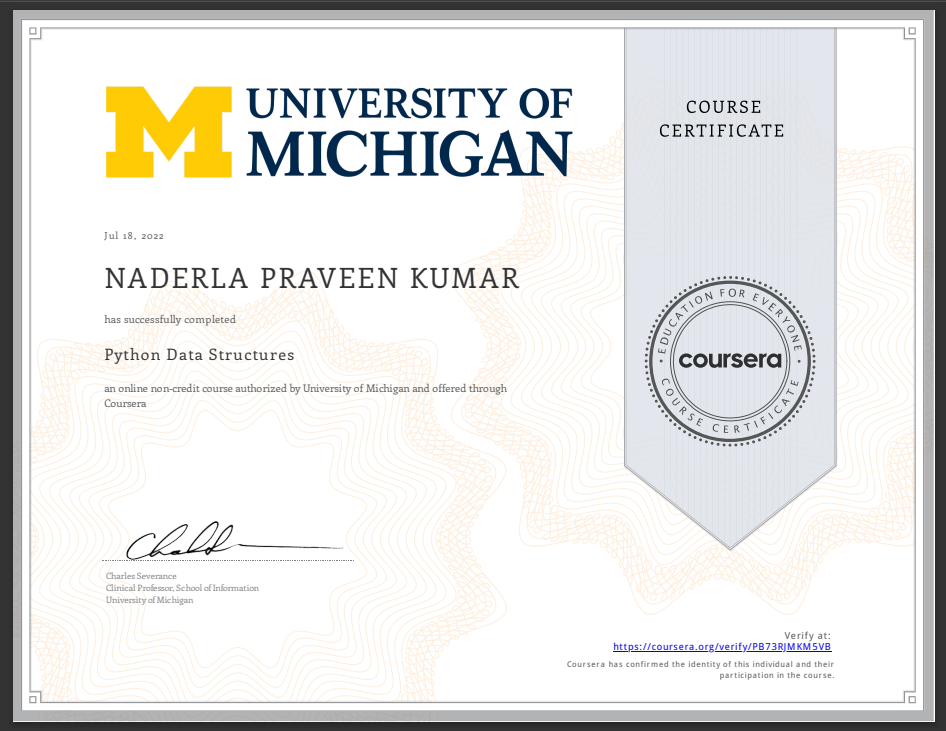 UNIVERSITY OF
MICHIGAN
COURSE
CERTIFICATE
Jul 18, 2022
NADERLA PRAVEEN KUMAR
has successfully completed
Python Data Structures
an online non-credit course authorized by University of Michigan and offered through
Coursera
EDUCATION FOR EVERYONE
coursera
COURSE CERTIFICATE
Charles Severance
Clinical Professor, School of Information
University of Michigan
Verify at:
https://coursera.org/verify/PB73RJMKM5VB
Coursera has confirmed the identity of this individual and their
participation in the course.